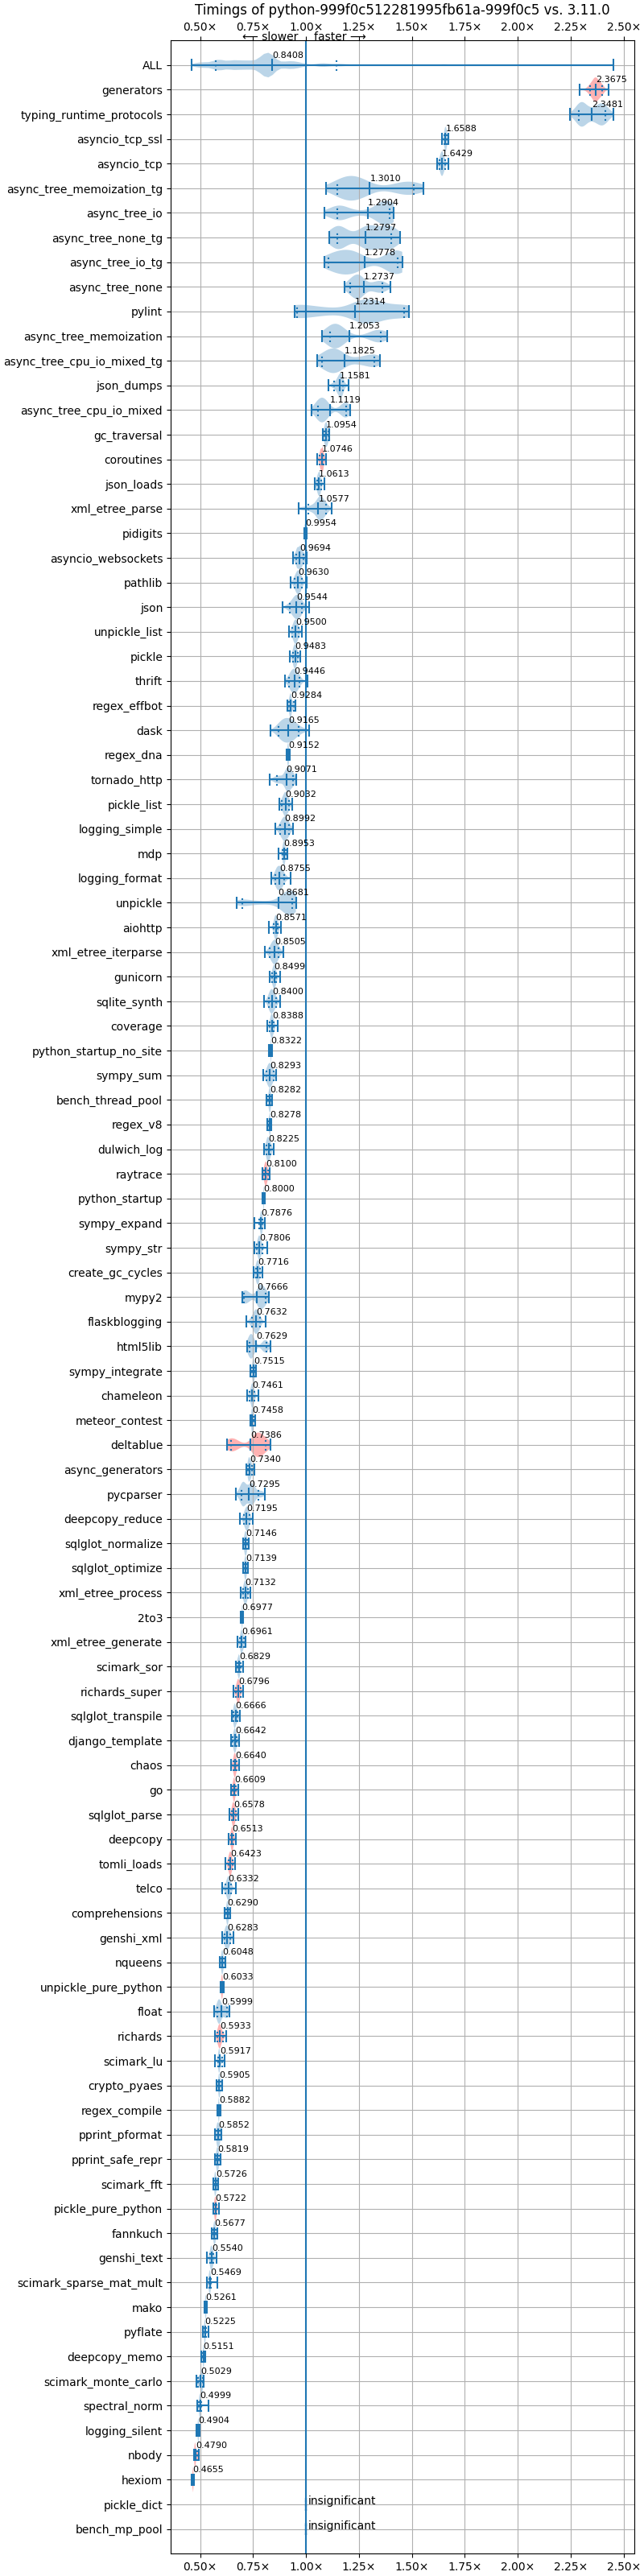 Timings of python-999f0c512281995fb61a-999f0c5 vs. 3.11.0
0.50× 0.75× 1.00× 1.25× 1.50× 1.75× 2.00× 2.25× 2.50×
← slower faster →
ALL 0.8408
generators 2.3675
typing_runtime_protocols 2.3481
asyncio_tcp_ssl 1.6588
asyncio_tcp 1.6429
async_tree_memoization_tg 1.3010
async_tree_io 1.2904
async_tree_none_tg 1.2797
async_tree_io_tg 1.2778
async_tree_none 1.2737
pylint 1.2314
async_tree_memoization 1.2053
async_tree_cpu_io_mixed_tg 1.1825
json_dumps 1.1581
async_tree_cpu_io_mixed 1.1119
gc_traversal 1.0954
coroutines 1.0746
json_loads 1.0613
xml_etree_parse 1.0577
pidigits 0.9954
asyncio_websockets 0.9694
pathlib 0.9630
json 0.9544
unpickle_list 0.9500
pickle 0.9483
thrift 0.9446
regex_effbot 0.9284
dask 0.9165
regex_dna 0.9152
tornado_http 0.9071
pickle_list 0.9032
logging_simple 0.8992
mdp 0.8953
logging_format 0.8755
unpickle 0.8681
aiohttp 0.8571
xml_etree_iterparse 0.8505
gunicorn 0.8499
sqlite_synth 0.8400
coverage 0.8388
python_startup_no_site 0.8322
sympy_sum 0.8293
bench_thread_pool 0.8282
regex_v8 0.8278
dulwich_log 0.8225
raytrace 0.8100
python_startup 0.8000
sympy_expand 0.7876
sympy_str 0.7806
create_gc_cycles 0.7716
mypy2 0.7666
flaskblogging 0.7632
html5lib 0.7629
sympy_integrate 0.7515
chameleon 0.7461
meteor_contest 0.7458
deltablue 0.7386
async_generators 0.7340
pycparser 0.7295
deepcopy_reduce 0.7195
sqlglot_normalize 0.7146
sqlglot_optimize 0.7139
xml_etree_process 0.7132
2to3 0.6977
xml_etree_generate 0.6961
scimark_sor 0.6829
richards_super 0.6796
sqlglot_transpile 0.6666
django_template 0.6642
chaos 0.6640
go 0.6609
sqlglot_parse 0.6578
deepcopy 0.6513
tomli_loads 0.6423
telco 0.6332
comprehensions 0.6290
genshi_xml 0.6283
nqueens 0.6048
unpickle_pure_python 0.6033
float 0.5999
richards 0.5933
scimark_lu 0.5917
crypto_pyaes 0.5905
regex_compile 0.5882
pprint_pformat 0.5852
pprint_safe_repr 0.5819
scimark_fft 0.5726
pickle_pure_python 0.5722
fannkuch 0.5677
genshi_text 0.5540
scimark_sparse_mat_mult 0.5469
mako 0.5261
pyflate 0.5225
deepcopy_memo 0.5151
scimark_monte_carlo 0.5029
spectral_norm 0.4999
logging_silent 0.4904
nbody 0.4790
hexiom 0.4655
pickle_dict insignificant
bench_mp_pool insignificant
0.50× 0.75× 1.00× 1.25× 1.50× 1.75× 2.00× 2.25× 2.50×